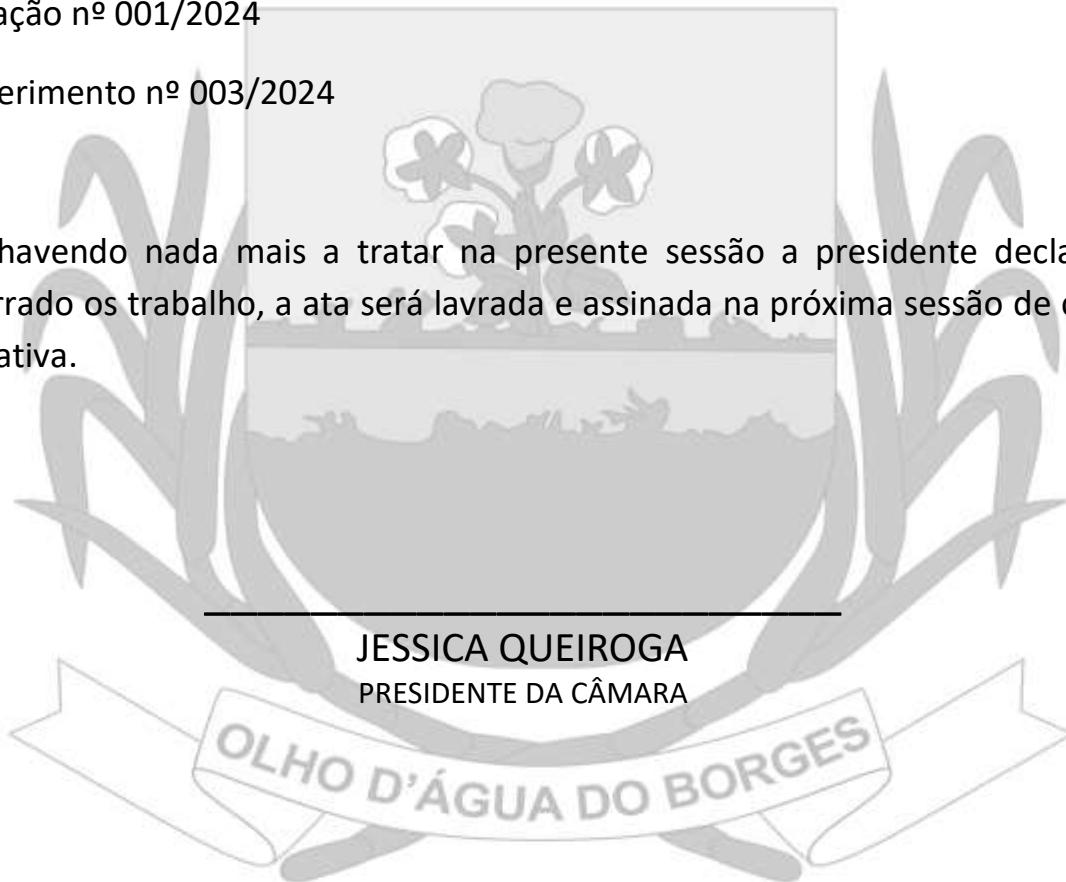 ação nº 001/2024
erimento nº 003/2024
havendo nada mais a tratar na presente sessão a presidente decla
rrado os trabalho, a ata será lavrada e assinada na próxima sessão de
ativa.
JESSICA QUEIROGA
PRESIDENTE DA CÂMARA
OLHO D'ÁGUA DO BORGES